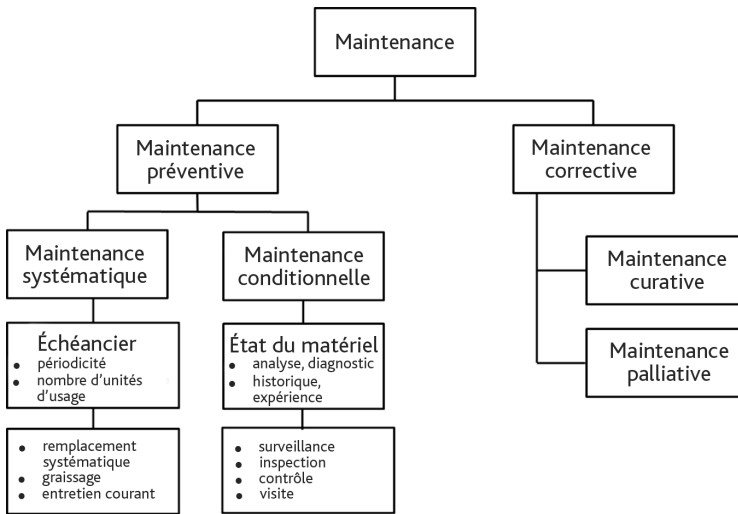 Maintenance
Maintenance
préventive
Maintenance
corrective
Maintenance
systématique
Maintenance
conditionnelle
Maintenance
curative
Échéancier
• périodicité
• nombre d'unités
d'usage
État du matériel
• analyse, diagnostic
• historique,
expérience
Maintenance
palliative
• remplacement
systématique
• graissage
• entretien courant
• surveillance
• inspection
• contrôle
• visite